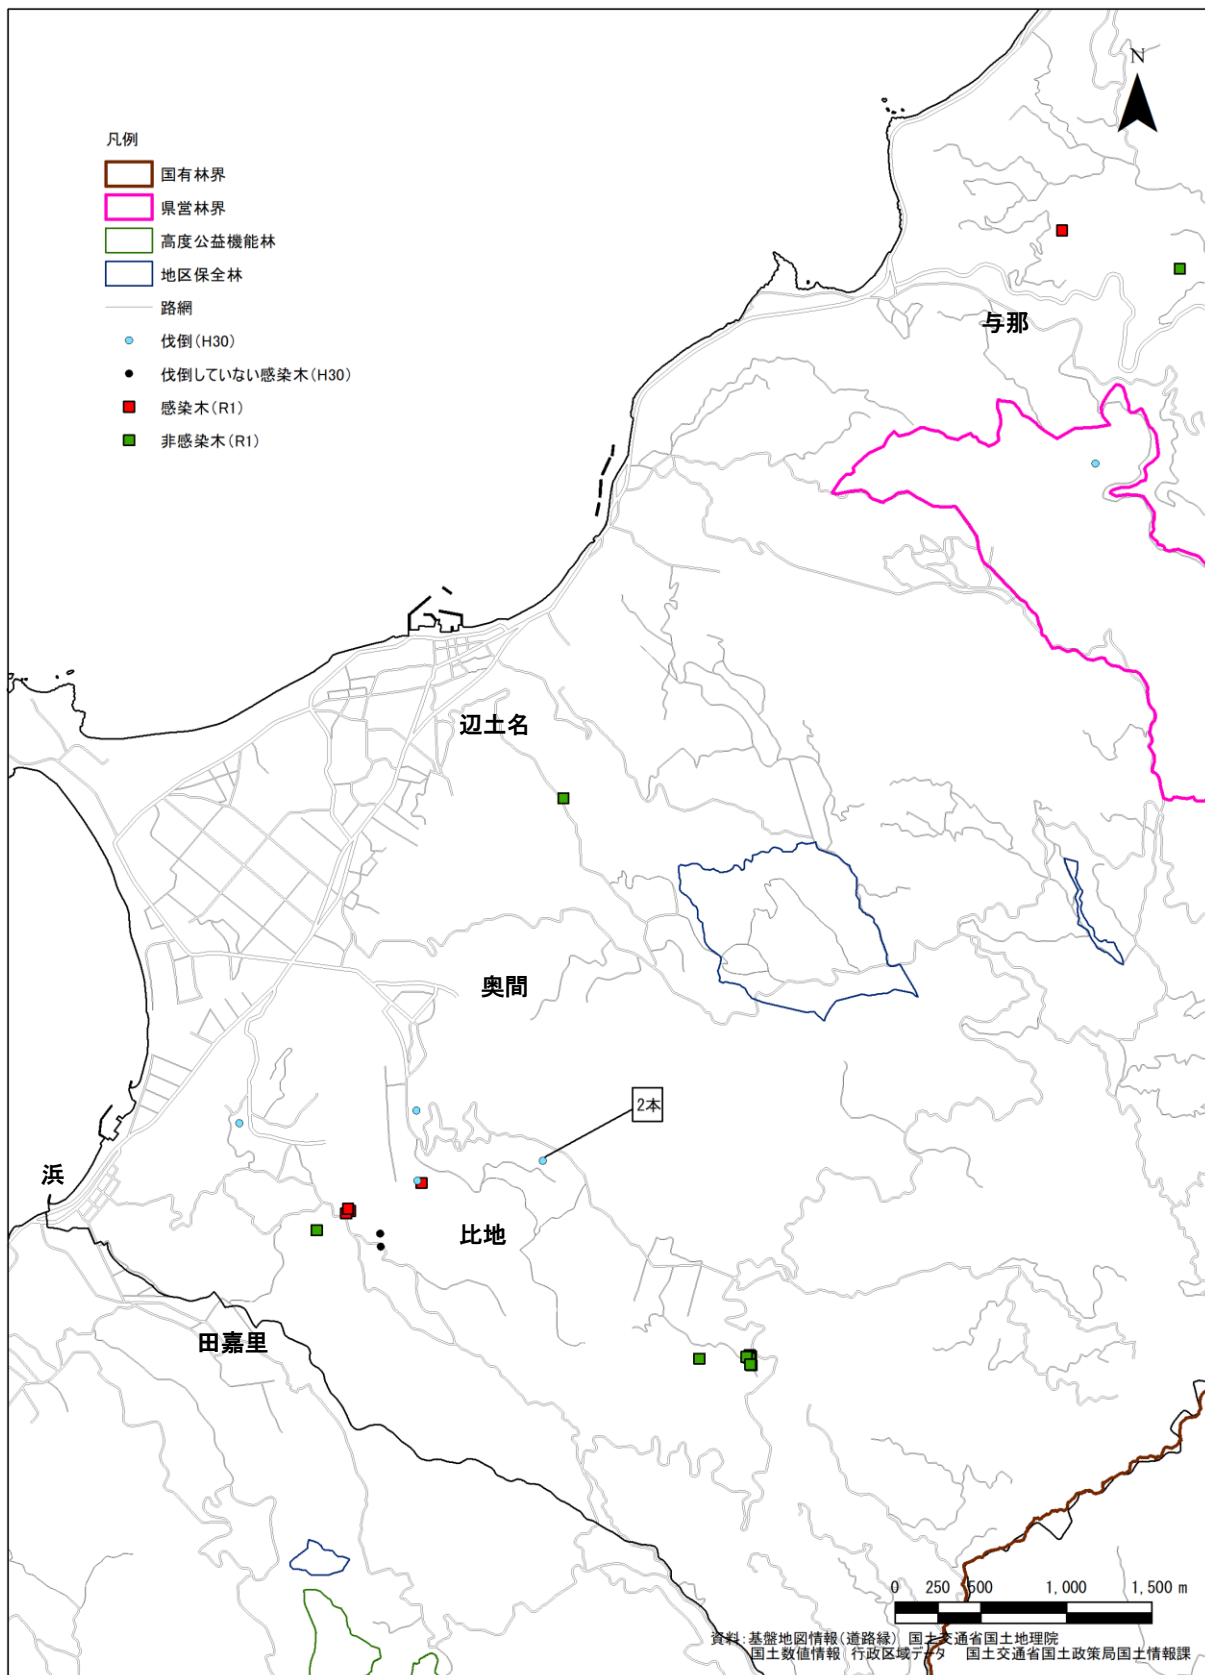 N
凡例
国有林界
県営林界
高度公益機能林
地区保全林
路網
伐倒(H30)
伐倒していない感染木(H30)
感染木(R1)
非感染木(R1)
与那
辺土名
奥間
2本
浜
比地
田嘉里
0 250 500 1,000 1,500 m
資料:基盤地図情報(道路縁) 国土交通省国土地理院
国土数値情報 行政区域データ 国土交通省国土政策局国土情報課